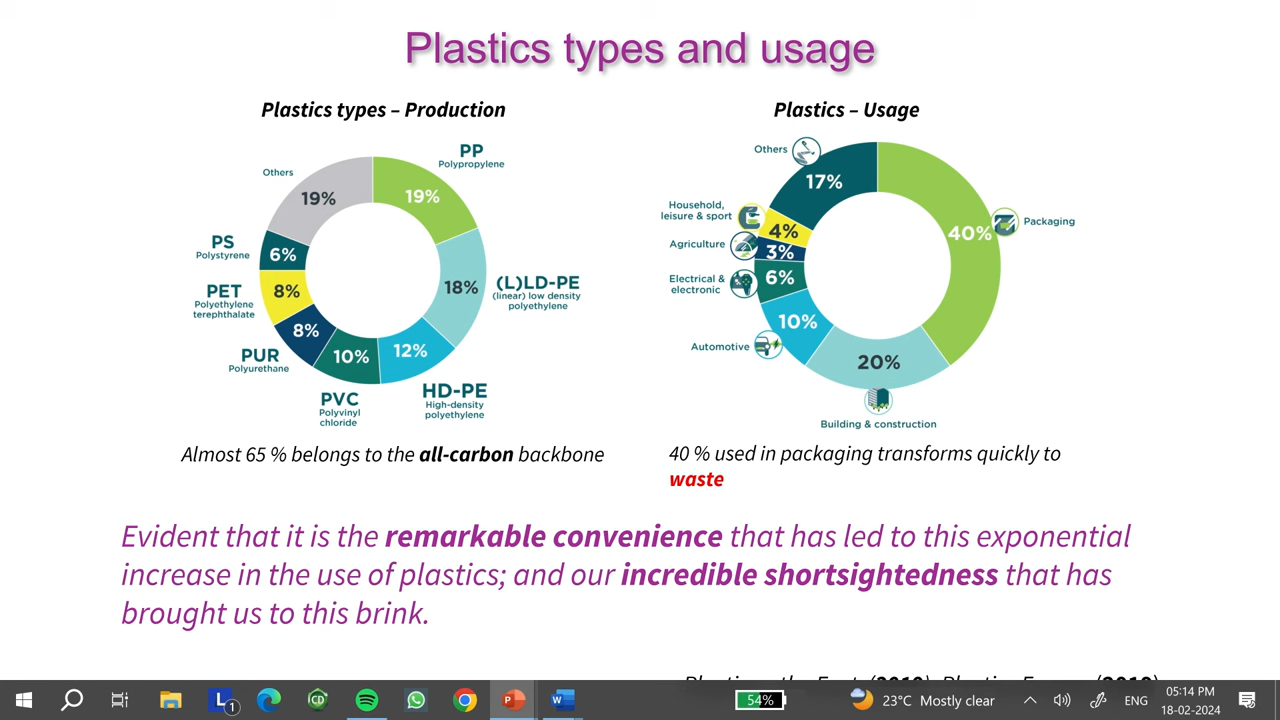 Plastics types and usage
Plastics types – Production
PP
Polypropylene
19%
(L)LD-PE
(linear) low density
polyethylene
18%
HD-PE
High-density
polyethylene
12%
PVC
Polyvinyl
chloride
10%
PUR
Polyurethane
8%
PET
Polyethylene
terephthalate
8%
PS
Polystyrene
6%
Others
19%
Almost 65 % belongs to the all-carbon backbone
Plastics – Usage
Packaging
40%
Building & construction
20%
Automotive
10%
Electrical &
electronic
6%
Agriculture
3%
Household,
leisure & sport
4%
Others
17%
40 % used in packaging transforms quickly to
waste
Evident that it is the remarkable convenience that has led to this exponential
increase in the use of plastics; and our incredible shortsightedness that has
brought us to this brink.
L 1
CD
P
W
54%
23°C Mostly clear
ENG
05:14 PM
18-02-2024